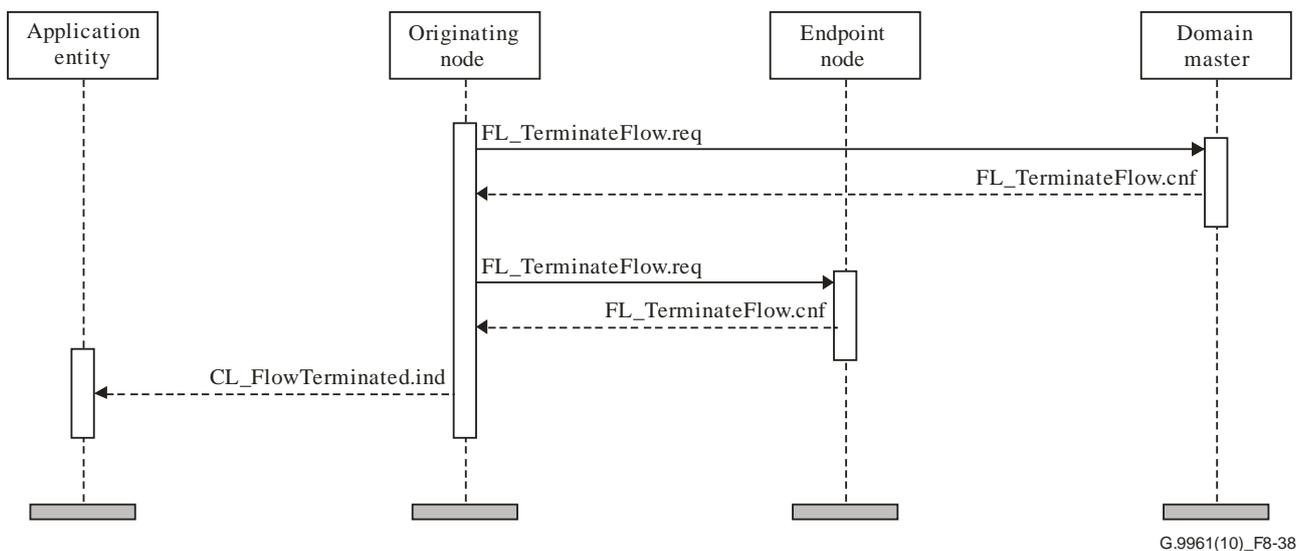 Application
entity
Originating
node
Endpoint
node
Domain
master
FL_TerminateFlow.req
FL_TerminateFlow.cnf
FL_TerminateFlow.req
FL_TerminateFlow.cnf
CL_FlowTerminated.ind
G.9961(10)_F8-38